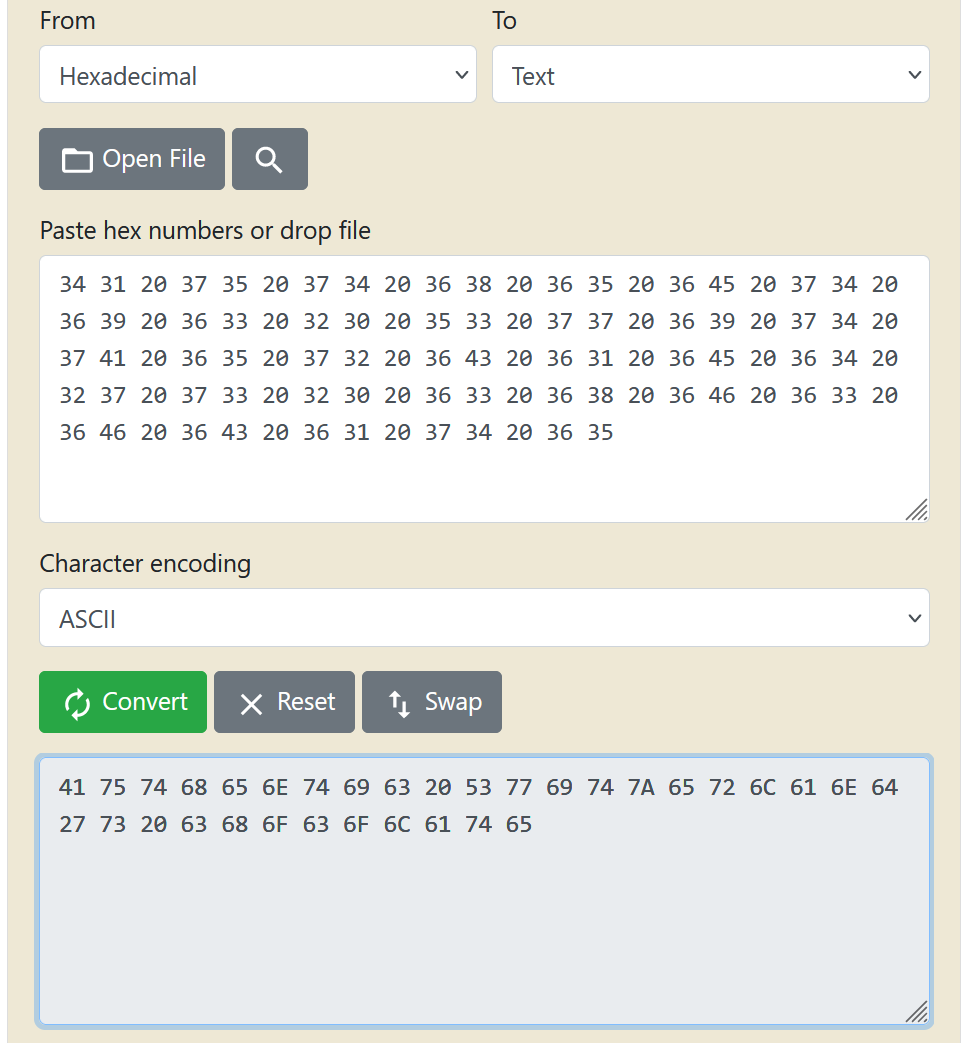 From To
Hexadecimal Text
Open File
Paste hex numbers or drop file
34 31 20 37 35 20 37 34 20 36 38 20 36 35 20 36 45 20 37 34 20
36 39 20 36 33 20 32 30 20 35 33 20 37 37 20 36 39 20 37 34 20
37 41 20 36 35 20 37 32 20 36 43 20 36 31 20 36 45 20 36 34 20
32 37 20 37 33 20 32 30 20 36 33 20 36 38 20 36 46 20 36 33 20
36 46 20 36 43 20 36 31 20 37 34 20 36 35
Character encoding
ASCII
Convert Reset Swap
41 75 74 68 65 6E 74 69 63 20 53 77 69 74 7A 65 72 6C 61 6E 64
27 73 20 63 68 6F 63 6F 6C 61 74 65